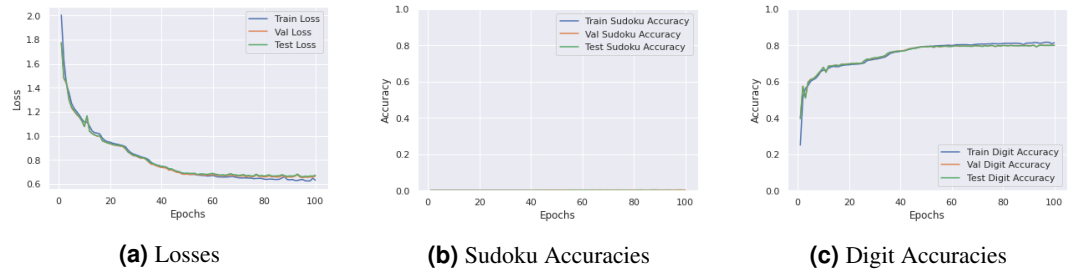 2.0
1.8
1.6
1.4
1.2
1.0
0.8
0.6
Loss
0 20 40 60 80 100
Epochs
Train Loss
Val Loss
Test Loss
(a) Losses
1.0
0.8
0.6
0.4
0.2
0.0
Accuracy
0 20 40 60 80 100
Epochs
Train Sudoku Accuracy
Val Sudoku Accuracy
Test Sudoku Accuracy
(b) Sudoku Accuracies
1.0
0.8
0.6
0.4
0.2
0.0
Accuracy
0 20 40 60 80 100
Epochs
Train Digit Accuracy
Val Digit Accuracy
Test Digit Accuracy
(c) Digit Accuracies